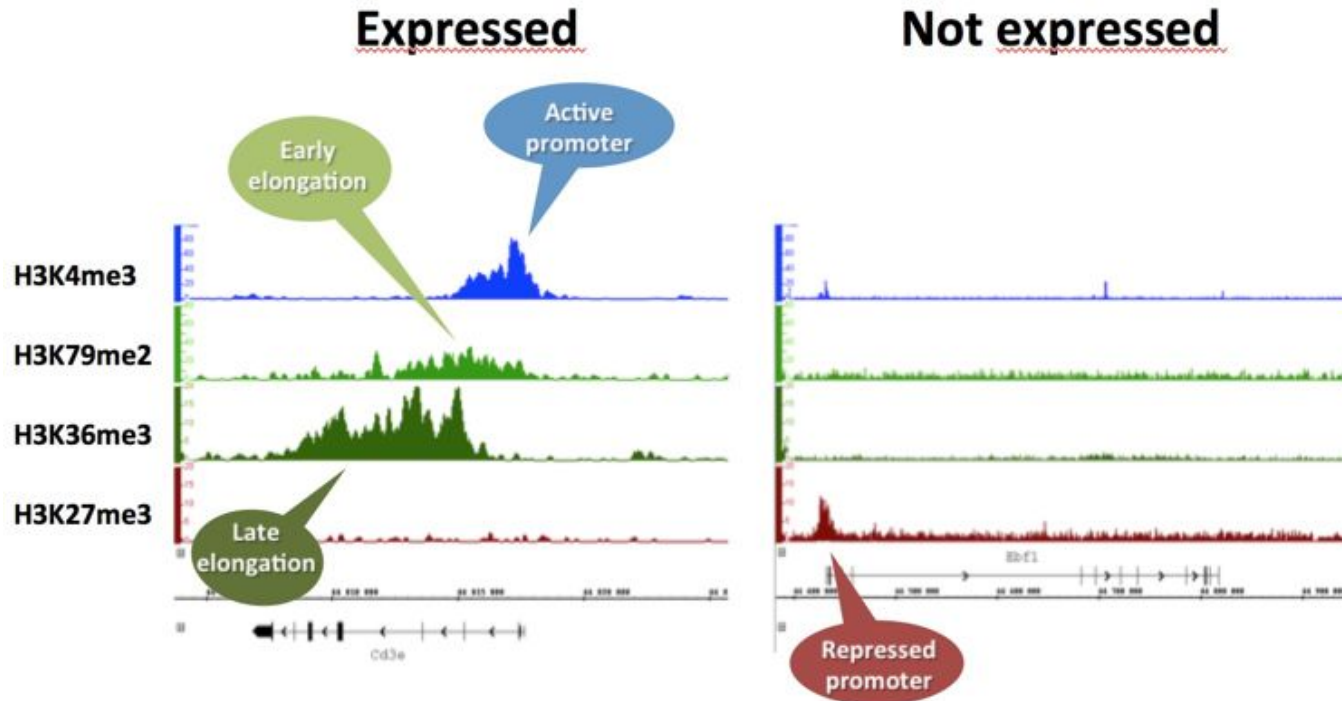 Expressed
Not expressed
Active
promoter
Early
elongation
H3K4me3
H3K79me2
H3K36me3
H3K27me3
Late
elongation
Ebf1
Cd3e
Repressed
promoter